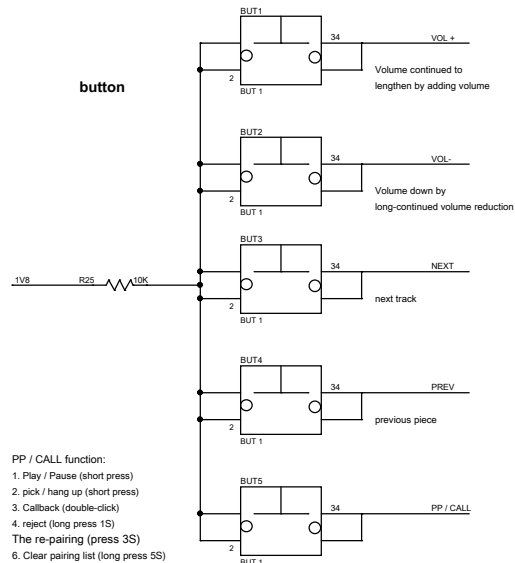 BUT1
34
VOL +
2
BUT 1
Volume continued to
lengthen by adding volume
button
BUT2
34
VOL-
2
BUT 1
Volume down by
long-continued volume reduction
BUT3
34
NEXT
2
BUT 1
next track
1V8
R25
10K
BUT4
34
PREV
2
BUT 1
previous piece
PP / CALL function:
1. Play / Pause (short press)
2. pick / hang up (short press)
3. Callback (double-click)
4. reject (long press 1S)
The re-pairing (press 3S)
6. Clear pairing list (long press 5S)
BUT5
34
PP / CALL
2
BUT 1